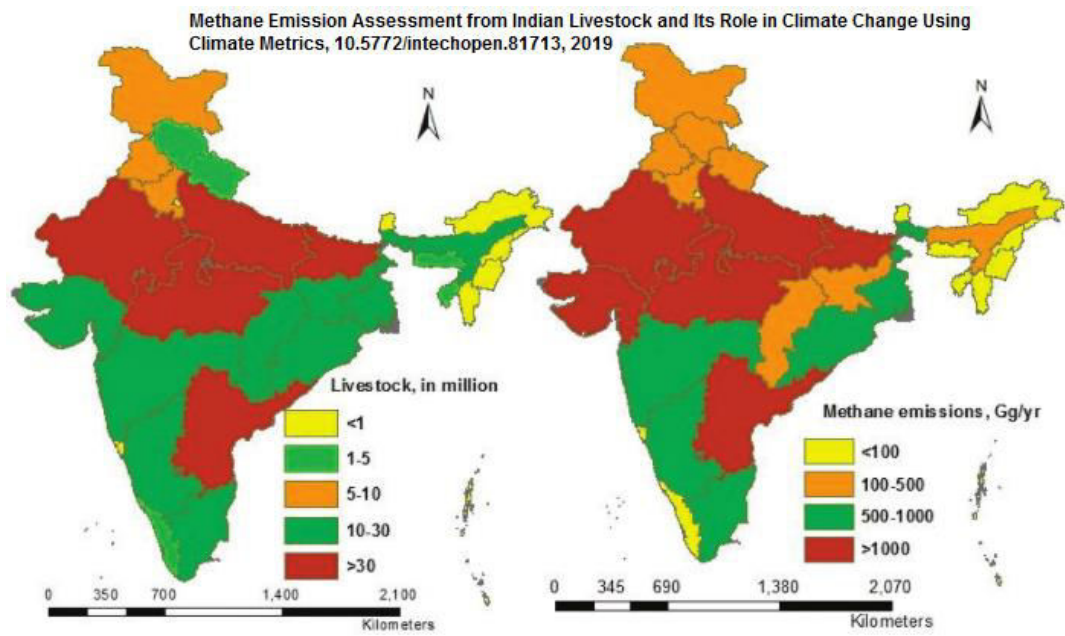 Methane Emission Assessment from Indian Livestock and Its Role in Climate Change Using
Climate Metrics, 10.5772/intechopen.81713, 2019
N
Livestock, in million
<1
1-5
5-10
10-30
>30
0 350 700 1,400 2,100
Kilometers
N
Methane emissions, Gg/yr
<100
100-500
500-1000
>1000
0 345 690 1,380 2,070
Kilometers